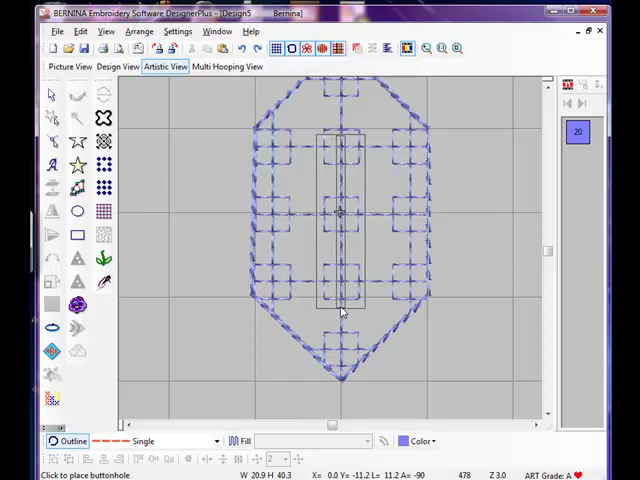 BERNINA Embroidery Software DesignerPlus - [Design5 Bernina]
File Edit View Arrange Settings Window Help
Picture View Design View Artistic View Multi Hooping View
20
A
Outline Single Fill Color
2
Click to place buttonhole W 20.9 H 40.3 X= 0.0 Y= -11.2 L= 11.2 A= -90 478 Z 3.0 ART Grade: A